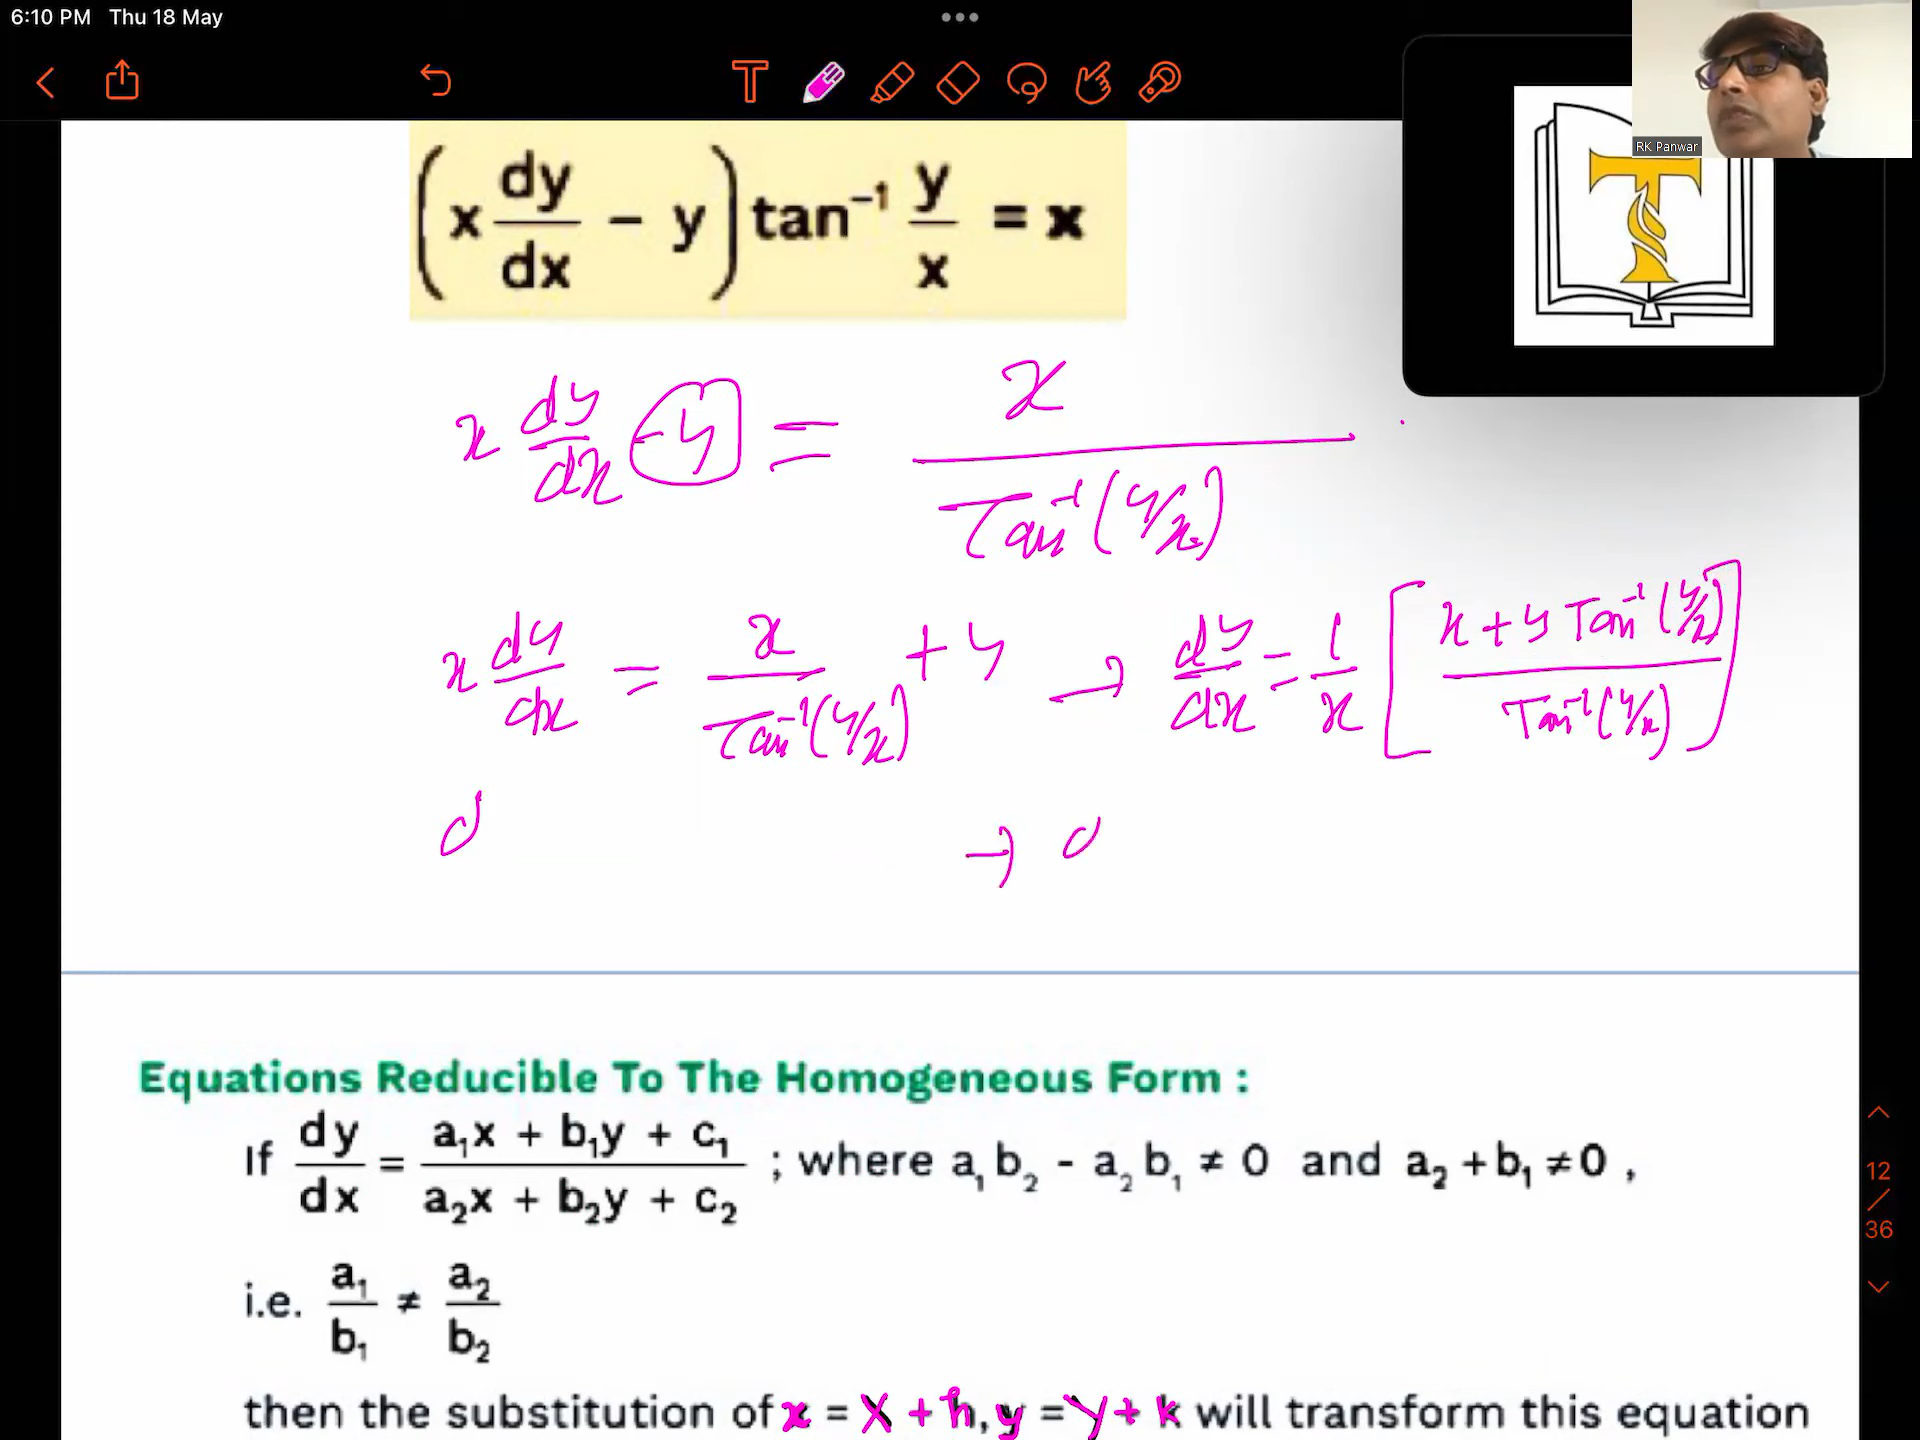 6:10 PM Thu 18 May
RK Panwar
(x dy/dx − y) tan⁻¹ y/x = x
x dy/dx −y = x / Tan⁻¹(y/x)
x dy/dx = x / Tan⁻¹(y/x) + y → dy/dx = 1/x [x + y Tan⁻¹(y/x) / Tan⁻¹(y/x)]
d → d
Equations Reducible To The Homogeneous Form :
If dy/dx = a₁x + b₁y + c₁ / a₂x + b₂y + c₂ ; where a₁b₂ - a₂b₁ ≠ 0 and a₂ + b₁ ≠ 0 ,
i.e. a₁/b₁ ≠ a₂/b₂
then the substitution of x = X + h, y = Y + k will transform this equation
12
/
36